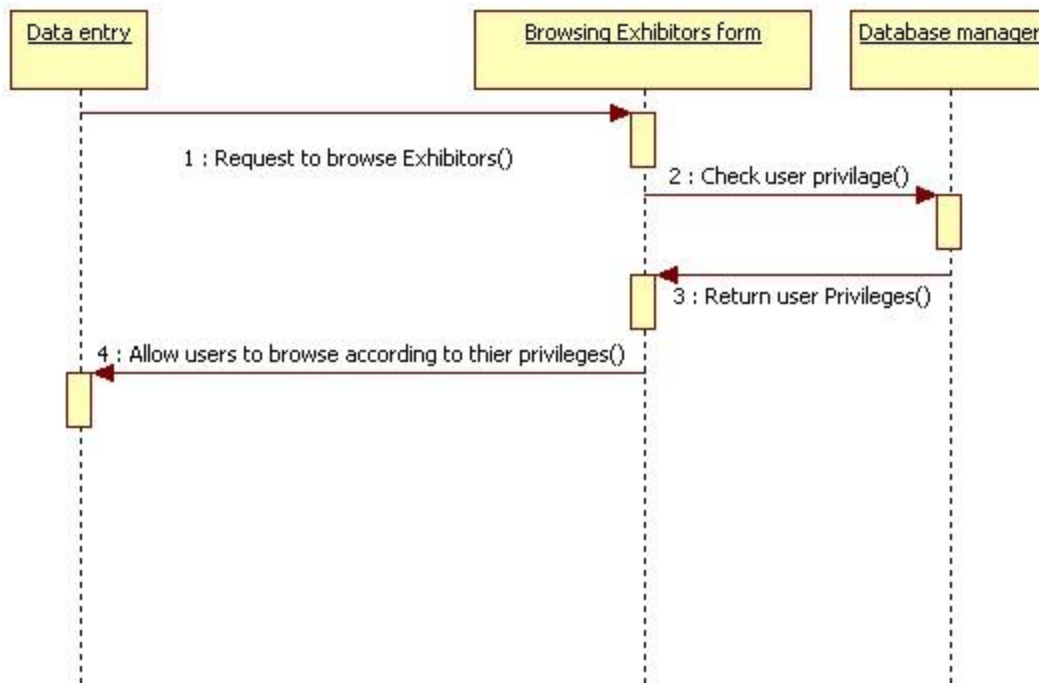 Data entry
Browsing Exhibitors form
Database manager
1 : Request to browse Exhibitors()
2 : Check user privilage()
3 : Return user Privileges()
4 : Allow users to browse according to thier privileges()